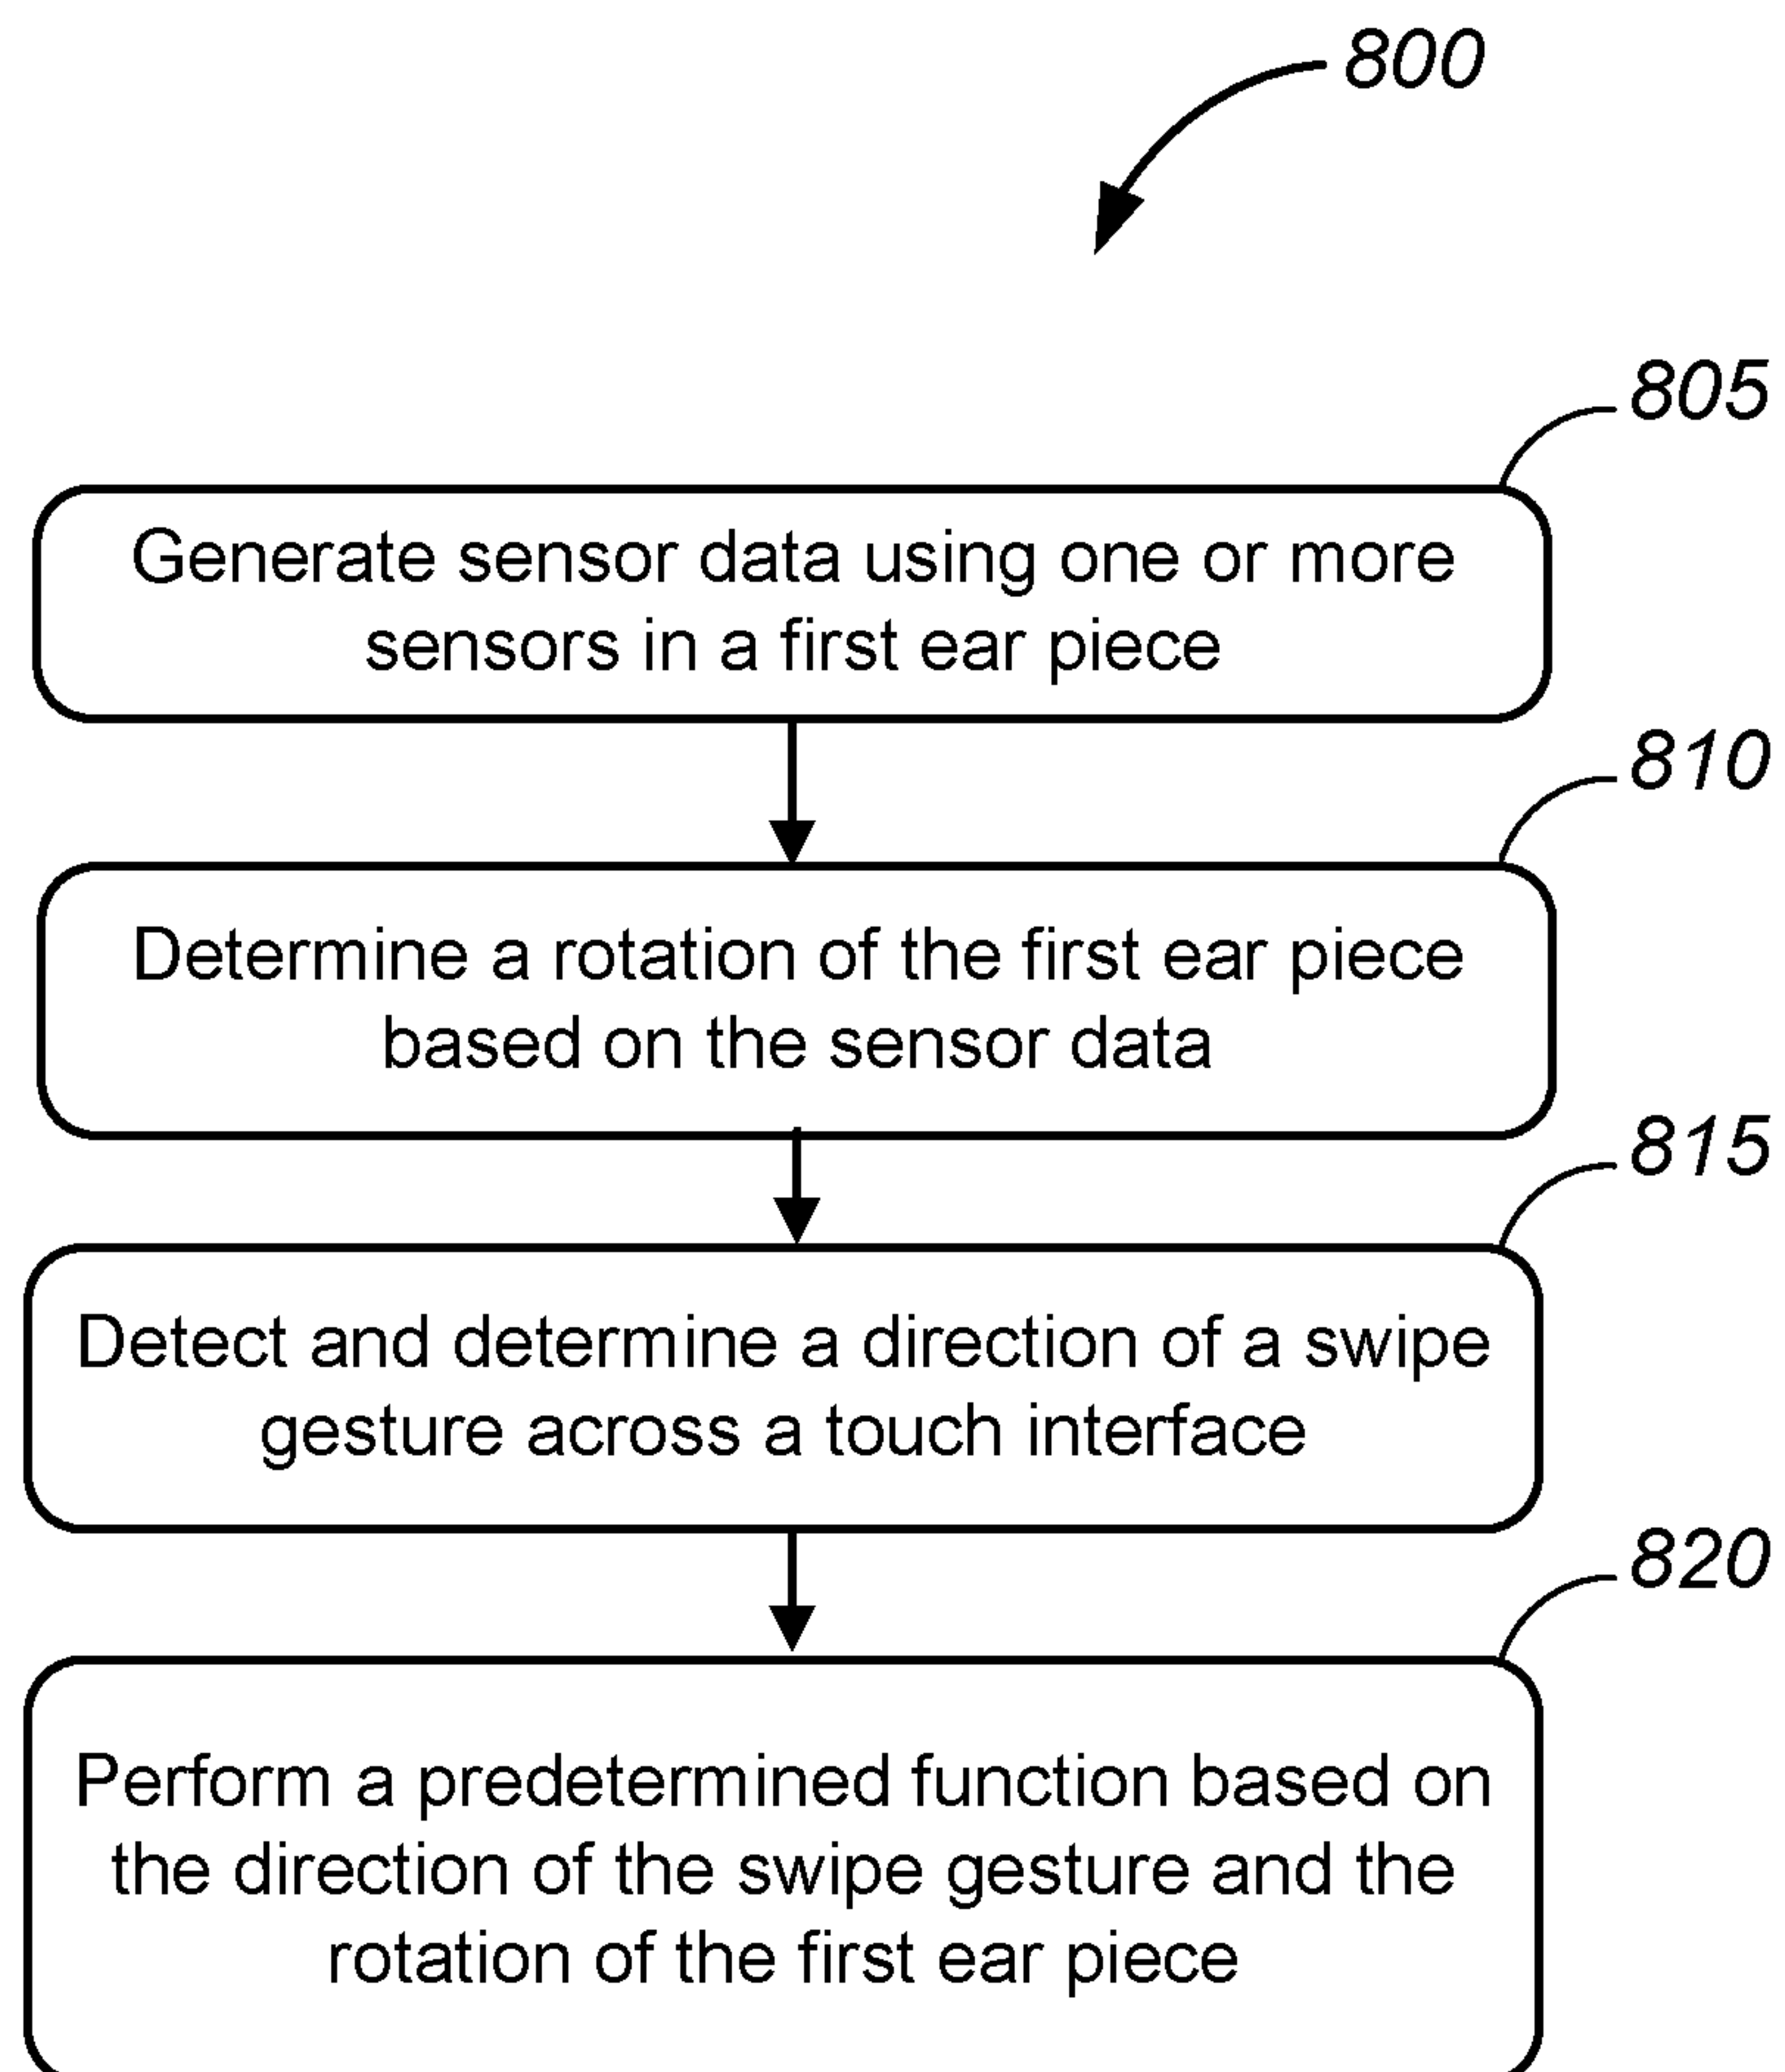 800
805
Generate sensor data using one or more
sensors in a first ear piece
810
Determine a rotation of the first ear piece
based on the sensor data
815
Detect and determine a direction of a swipe
gesture across a touch interface
820
Perform a predetermined function based on
the direction of the swipe gesture and the
rotation of the first ear piece